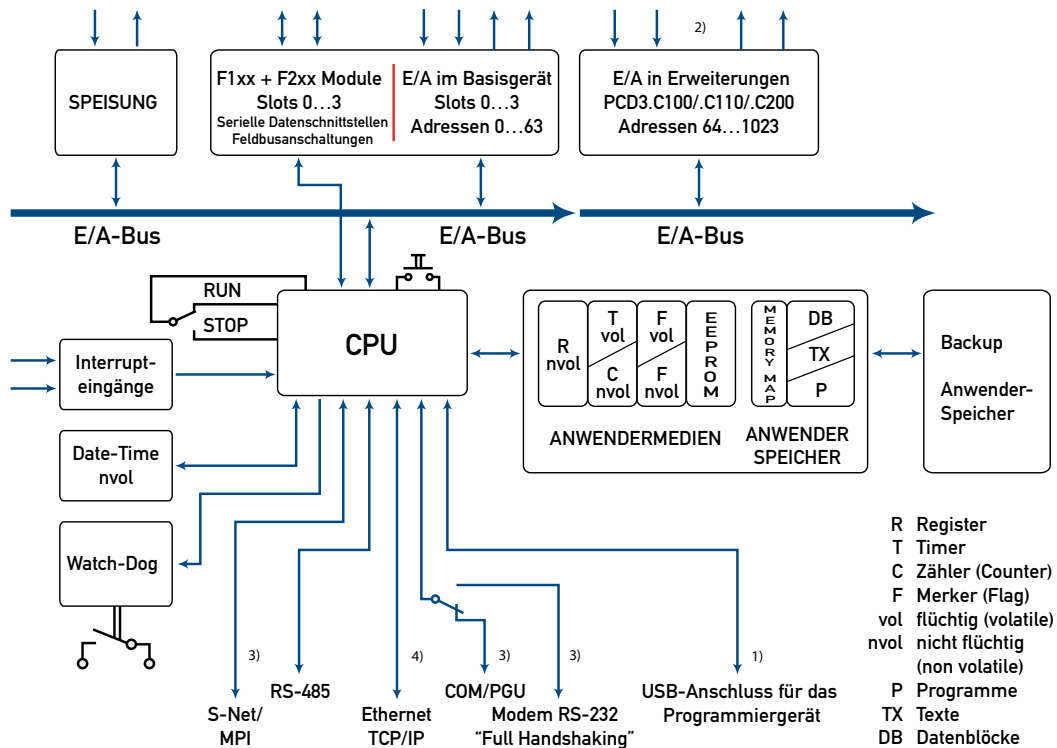 2)
SPEISUNG
F1xx + F2xx Module
Slots 0...3
Serielle Datenschnittstellen
Feldbusanschaltungen
E/A im Basisgerät
Slots 0...3
Adressen 0...63
E/A in Erweiterungen
PCD3.C100/.C110/.C200
Adressen 64...1023
E/A-Bus
E/A-Bus
E/A-Bus
RUN
STOP
CPU
Interrupt-
eingänge
Date-Time
nvol
Watch-Dog
R
nvol
T
vol
C
nvol
F
vol
F
nvol
EEPROM
MEMORY MAP
DB
TX
P
ANWENDERMEDIEN
ANWENDER
SPEICHER
Backup
Anwender-
Speicher
3)
4)
3)
3)
1)
S-Net/
MPI
RS-485
Ethernet
TCP/IP
COM/PGU
Modem RS-232
"Full Handshaking"
USB-Anschluss für das
Programmiergerät
R Register
T Timer
C Zähler (Counter)
F Merker (Flag)
vol flüchtig (volatile)
nvol nicht flüchtig
(non volatile)
P Programme
TX Texte
DB Datenblöcke